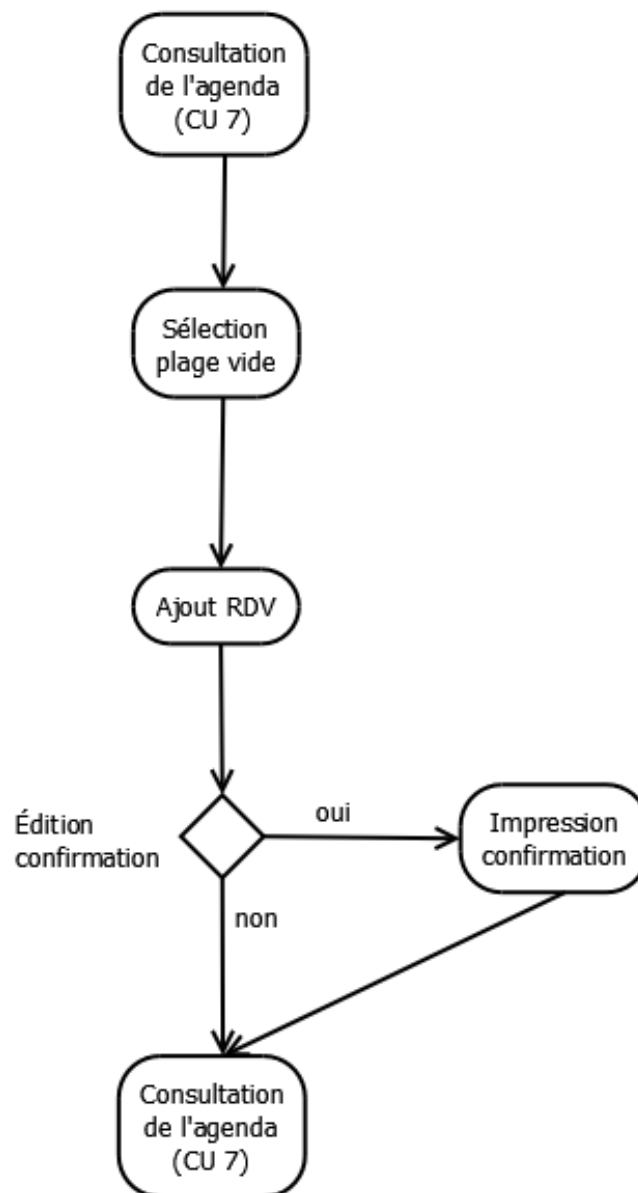 Consultation
de l'agenda
(CU 7)
Sélection
plage vide
Ajout RDV
Édition
confirmation
oui
Impression
confirmation
non
Consultation
de l'agenda
(CU 7)